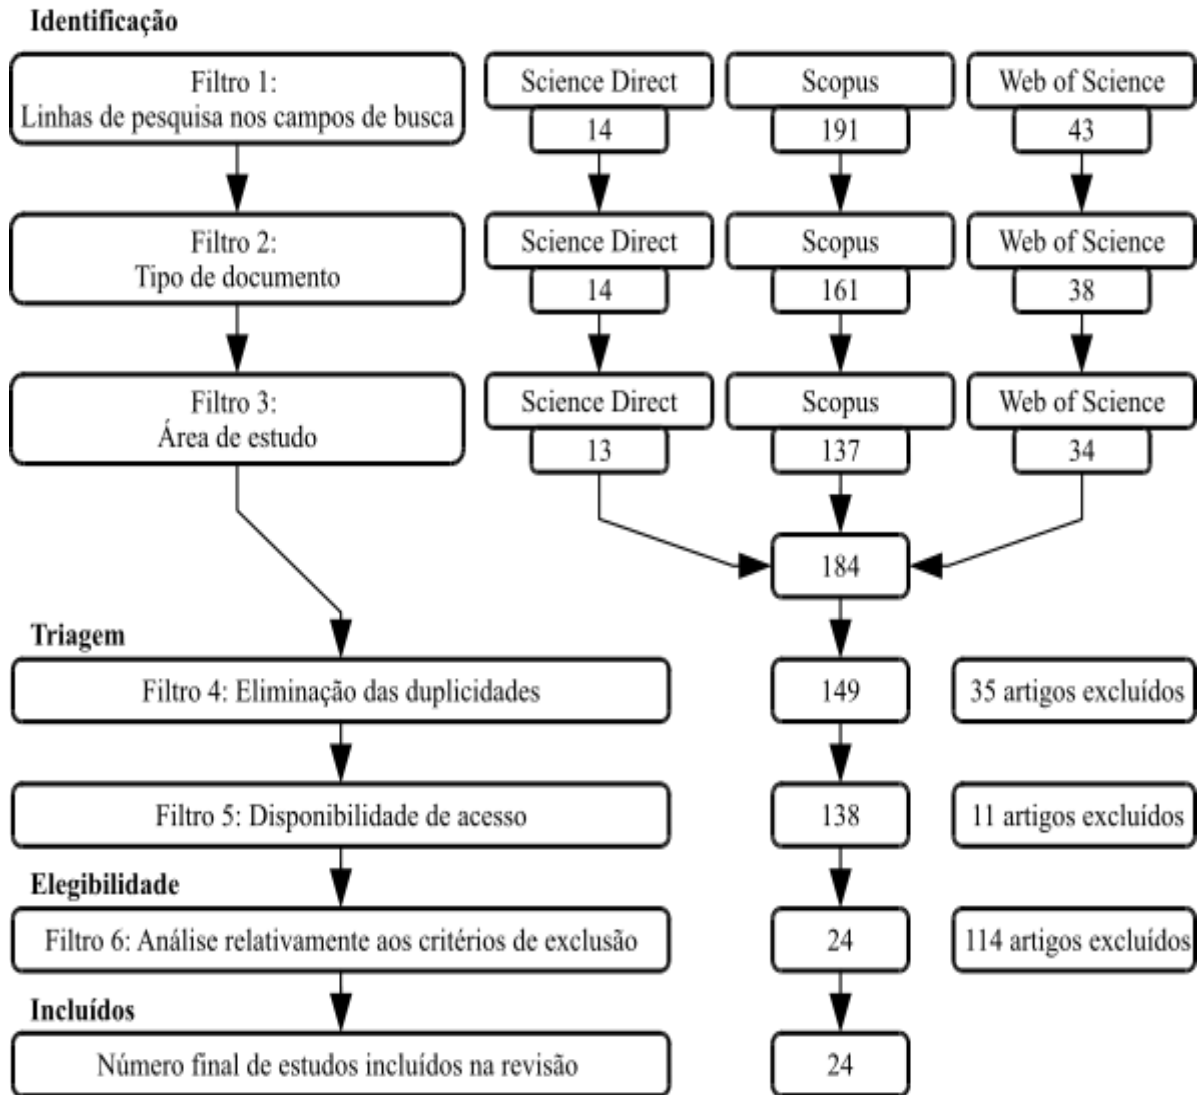 Identificação
Filtro 1:
Linhas de pesquisa nos campos de busca
Science Direct
14
Scopus
191
Web of Science
43
Filtro 2:
Tipo de documento
Science Direct
14
Scopus
161
Web of Science
38
Filtro 3:
Área de estudo
Science Direct
13
Scopus
137
Web of Science
34
184
Triagem
Filtro 4: Eliminação das duplicidades
149
35 artigos excluídos
Filtro 5: Disponibilidade de acesso
138
11 artigos excluídos
Elegibilidade
Filtro 6: Análise relativamente aos critérios de exclusão
24
114 artigos excluídos
Incluídos
Número final de estudos incluídos na revisão
24